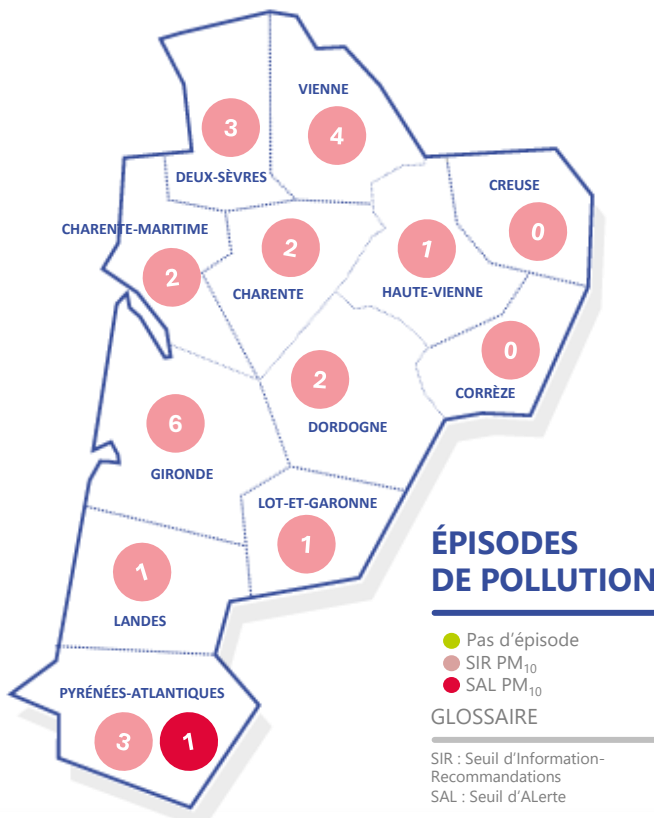 VIENNE
3
4
DEUX-SÈVRES
CREUSE
CHARENTE-MARITIME
0
2
1
2
CHARENTE
HAUTE-VIENNE
0
2
CORRÈZE
6
DORDOGNE
GIRONDE
LOT-ET-GARONNE
1
1
LANDES
PYRÉNÉES-ATLANTIQUES
3
1
ÉPISODES
DE POLLUTION
Pas d'épisode
SIR PM₁₀
SAL PM₁₀
GLOSSAIRE
SIR : Seuil d'Information-
Recommandations
SAL : Seuil d'ALerte